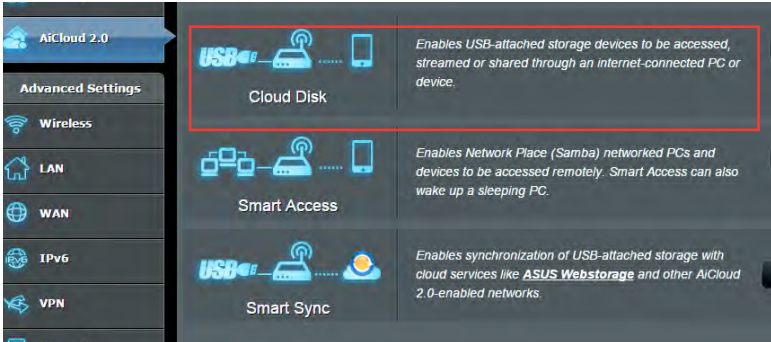 AiCloud 2.0
Advanced Settings
Wireless
LAN
WAN
IPv6
IPv6
VPN
USB
Cloud Disk
Enables USB-attached storage devices to be accessed,
streamed or shared through an internet-connected PC or
device.
Smart Access
Enables Network Place (Samba) networked PCs and
devices to be accessed remotely. Smart Access can also
wake up a sleeping PC.
USB
Smart Sync
Enables synchronization of USB-attached storage with
cloud services like ASUS Webstorage and other AiCloud
2.0-enabled networks.